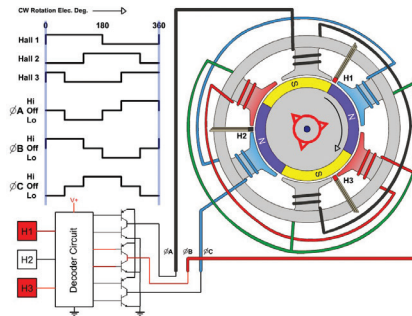 CW Rotation Elec. Deg.
0 180 360
Hall 1
Hall 2
Hall 3
Hi
ØA Off
Lo
Hi
ØB Off
Lo
Hi
ØC Off
Lo
V+
H1
H2
H3
Decoder Circuit
ØA ØB ØC
H1
H2
H3
S
N
N
S